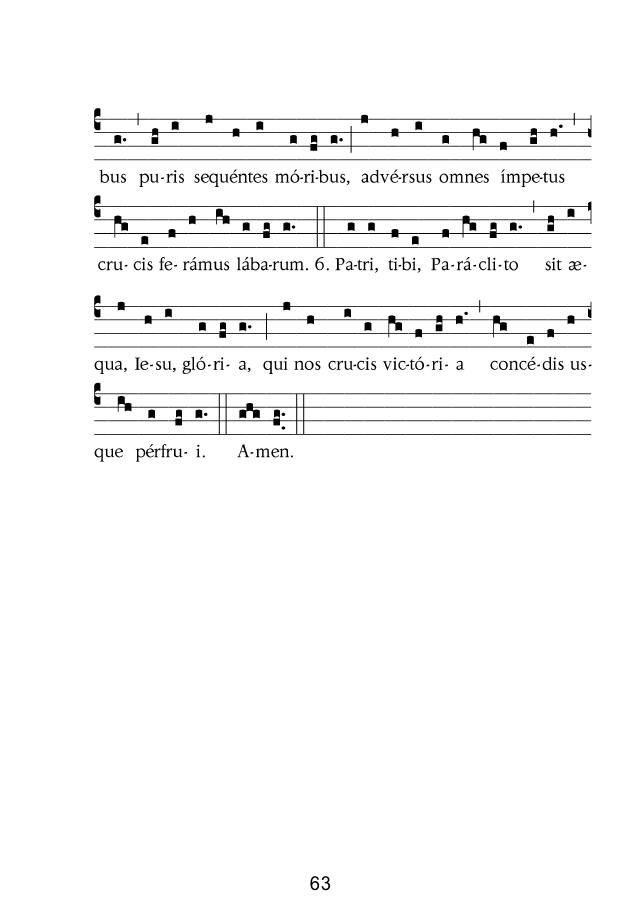 bus pu-ris sequéntes mó-ri-bus, advé-rsus omnes ímpe-tus
cru-cis fe-rámus lába-rum. 6. Pa-tri, ti-bi, Pa-rá-cli-to sit æ-
qua, Ie-su, gló-ri-a, qui nos cru-cis vic-tó-ri-a concé-dis us-
que pérfru-i. A-men.
63